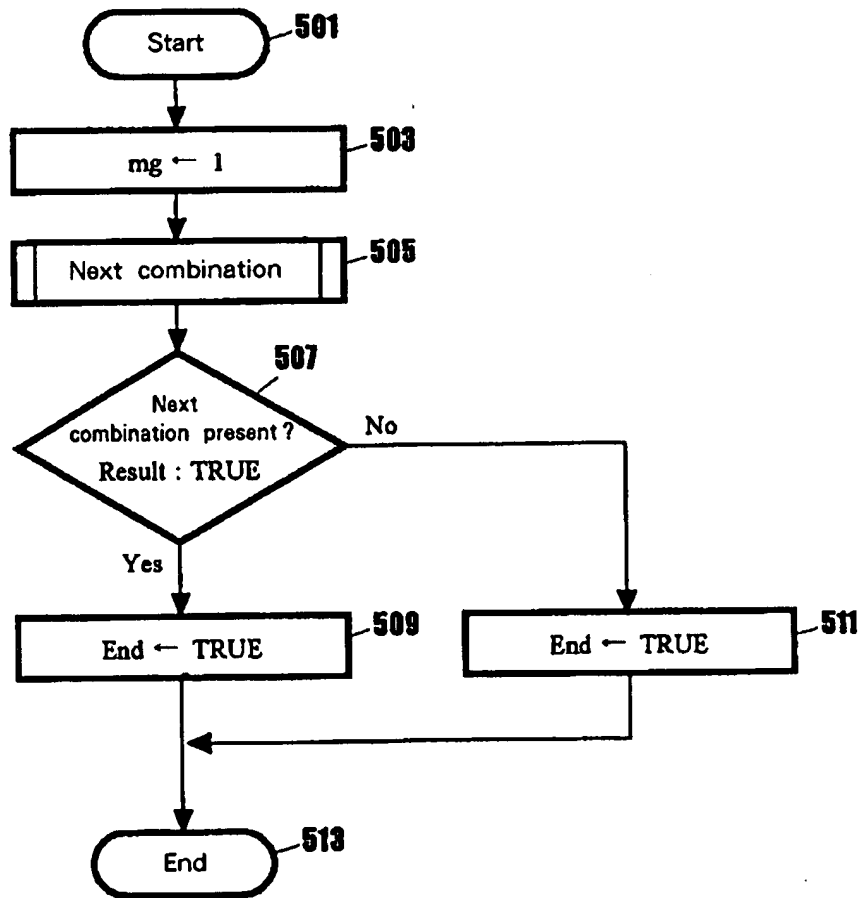 Start
501
mg ← 1
503
Next combination
505
507
Next
combination present?
Result : TRUE
No
Yes
End ← TRUE
509
End ← TRUE
511
End
513